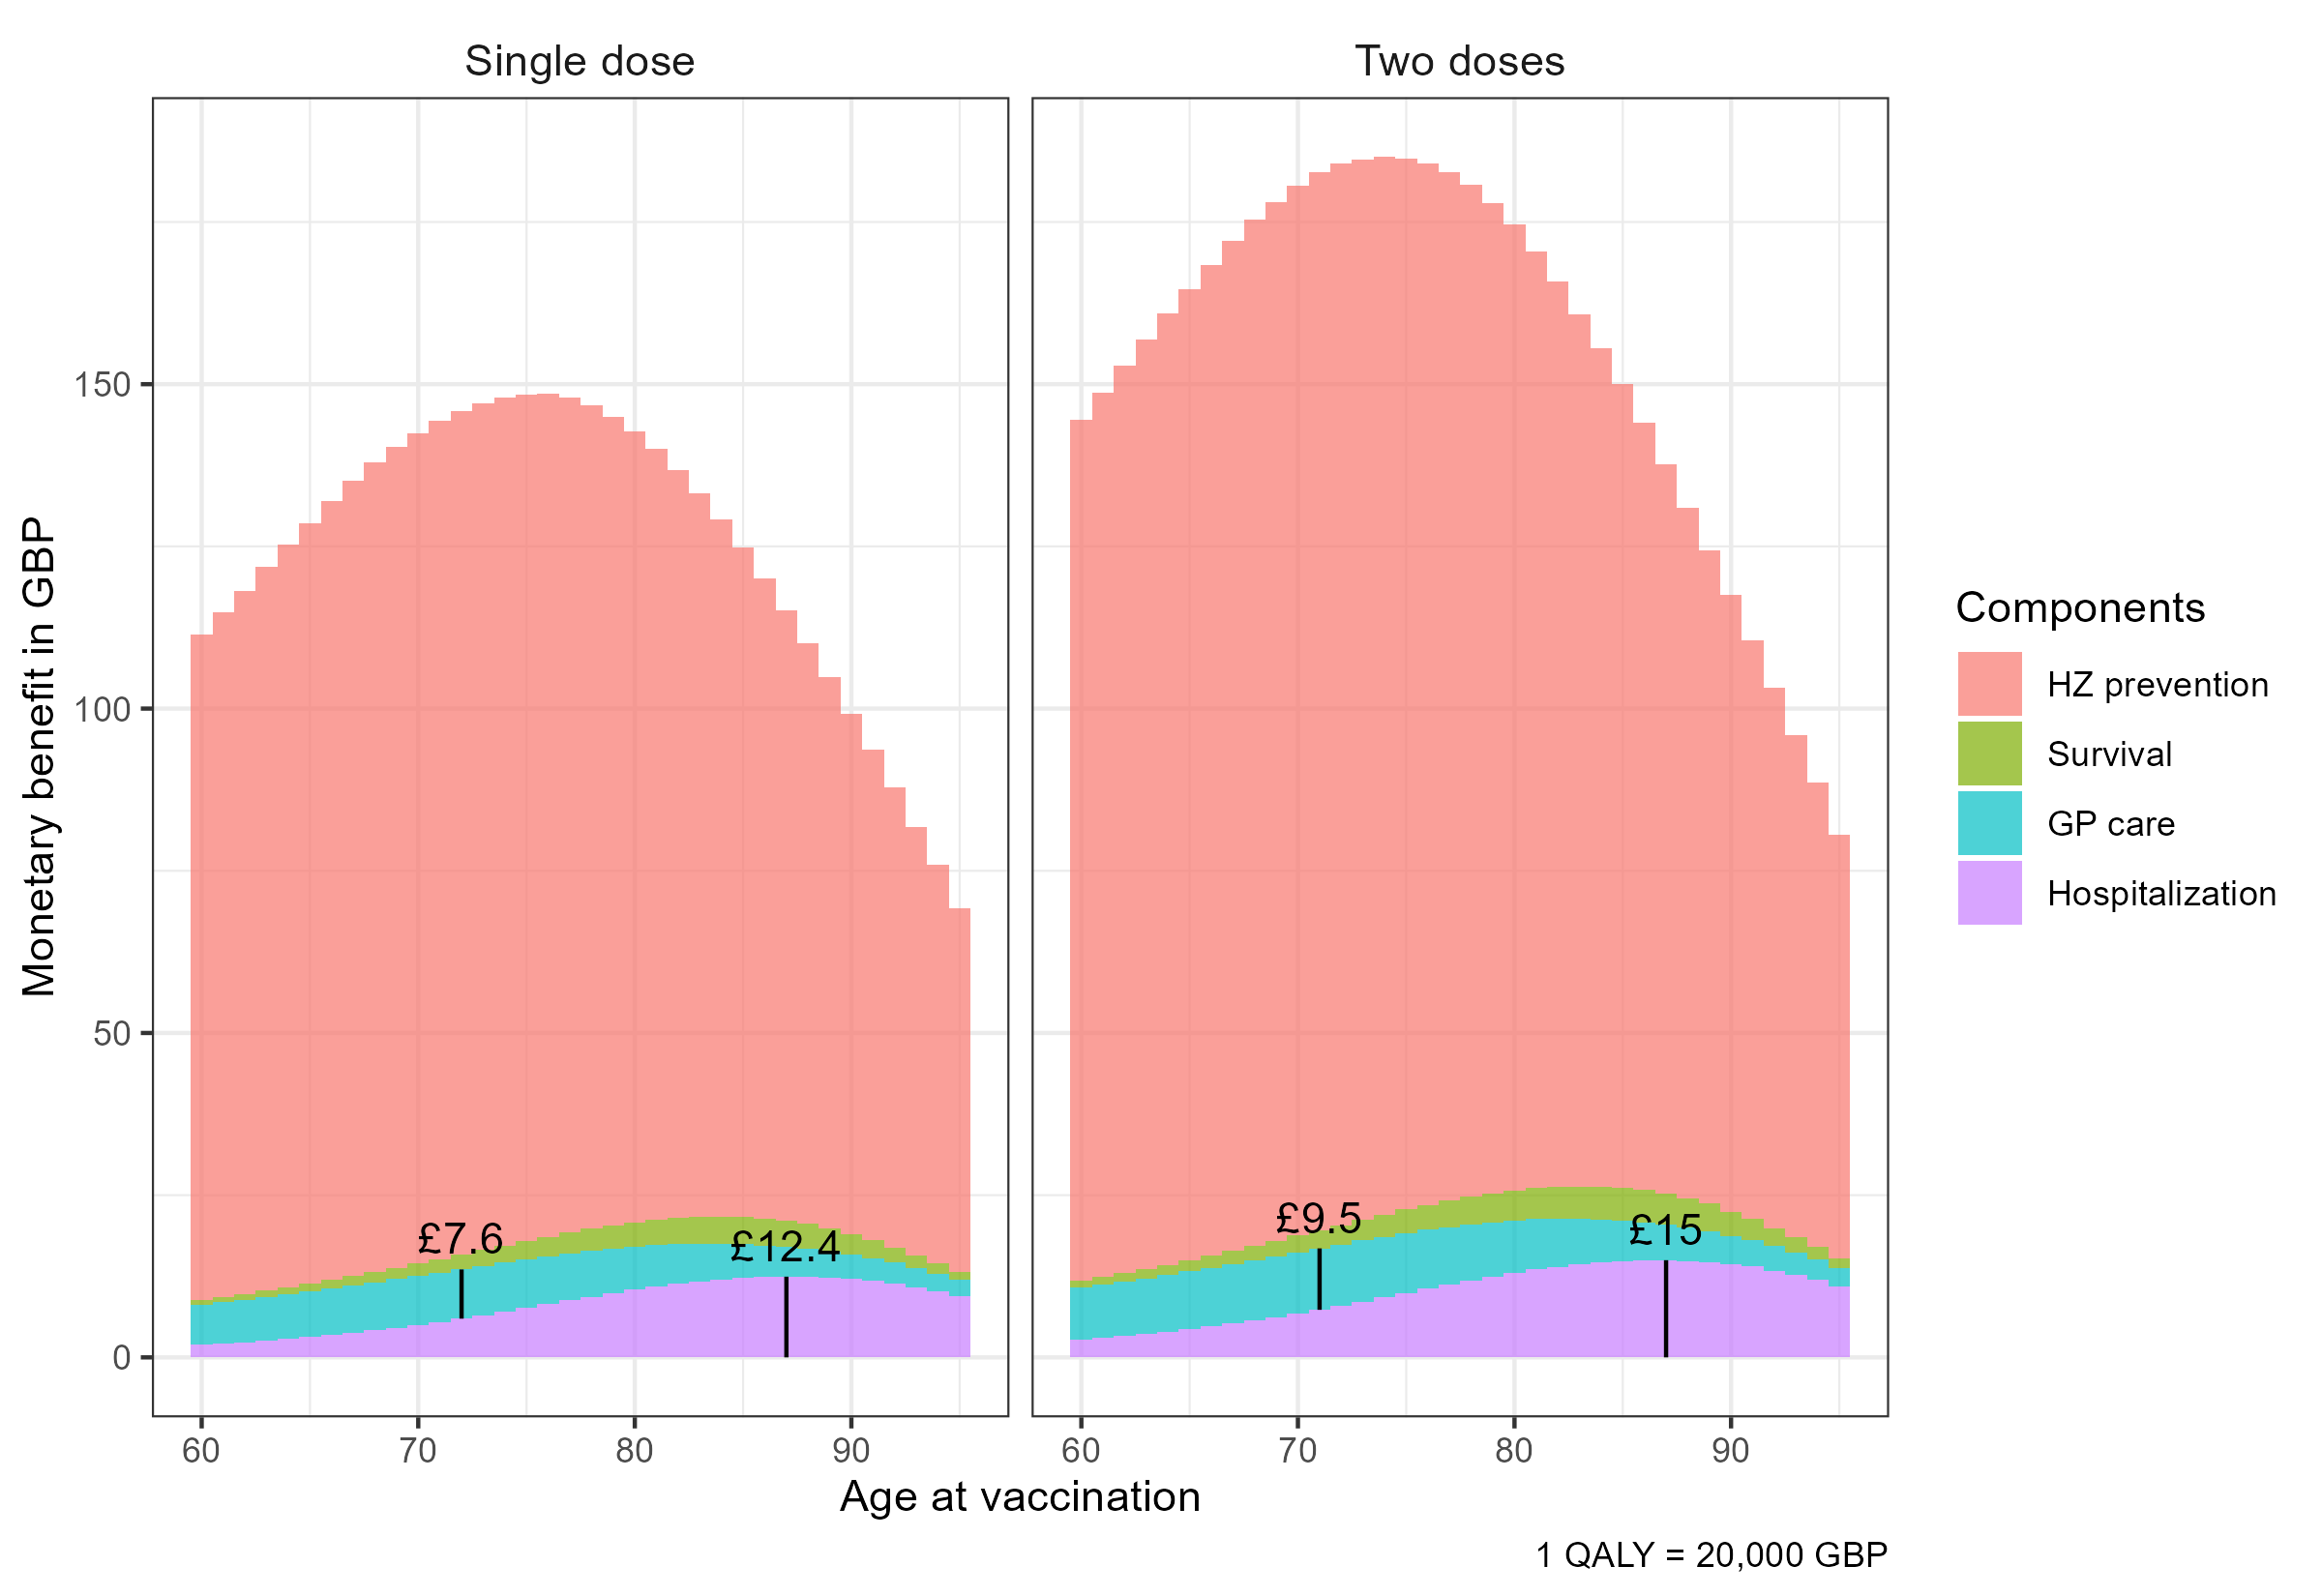 Single dose
Two doses
Monetary benefit in GBP
150
100
50
0
£7.6
£12.4
£9.5
£15
60
70
80
90
60
70
80
90
Age at vaccination
1 QALY = 20,000 GBP
Components
HZ prevention
Survival
GP care
Hospitalization